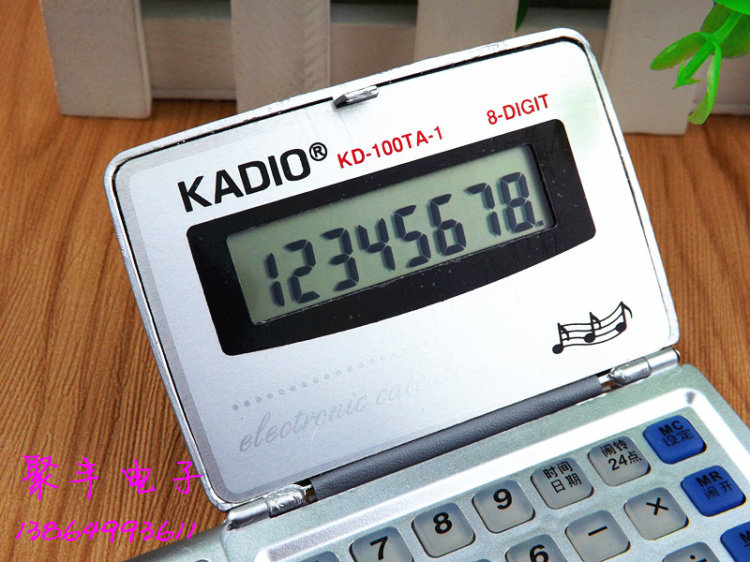 KADIO® KD-100TA-1 8-DIGIT
12345678.
electronic calcul
MC
设定
闹铃
24点
时间
日期
MR
闹开
7 8 9 − ×
6
聚丰电子
13864993611